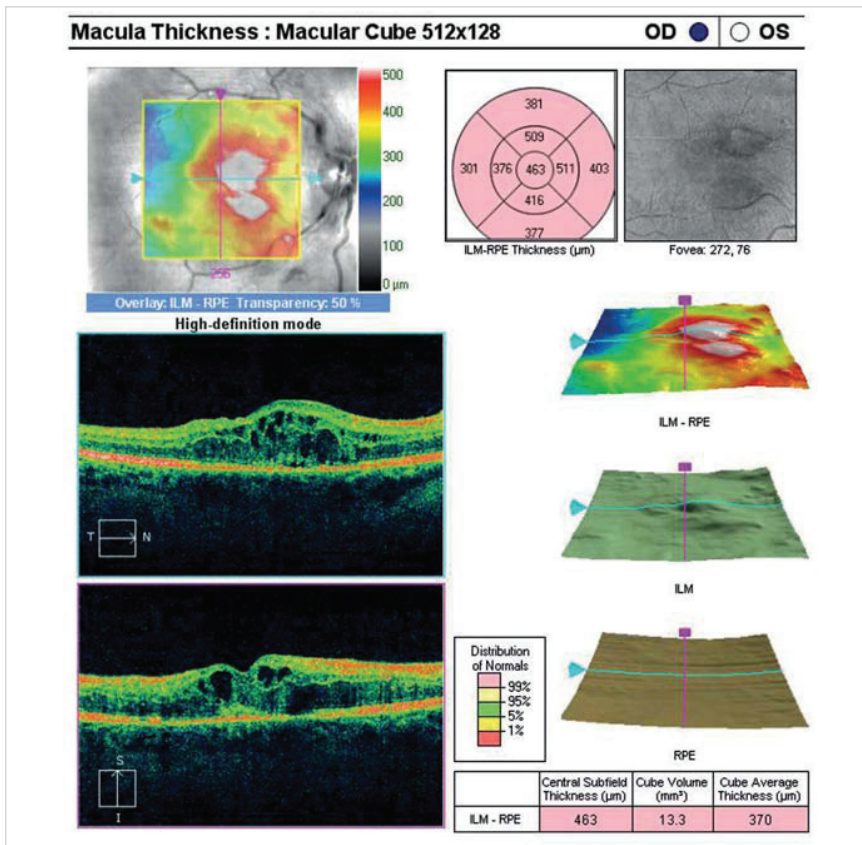 Macula Thickness : Macular Cube 512x128 OD OS
500
400
300
200
100
0 µm
256
Overlay: ILM - RPE Transparency: 50 %
381
509
301 376 463 511 403
416
377
ILM-RPE Thickness (µm)
Fovea: 272, 76
High-definition mode
T N
S
I
ILM - RPE
ILM
RPE
Distribution
of Normals
99%
95%
5%
1%
Central Subfield Thickness (µm) Cube Volume (mm³) Cube Average Thickness (µm)
ILM - RPE 463 13.3 370